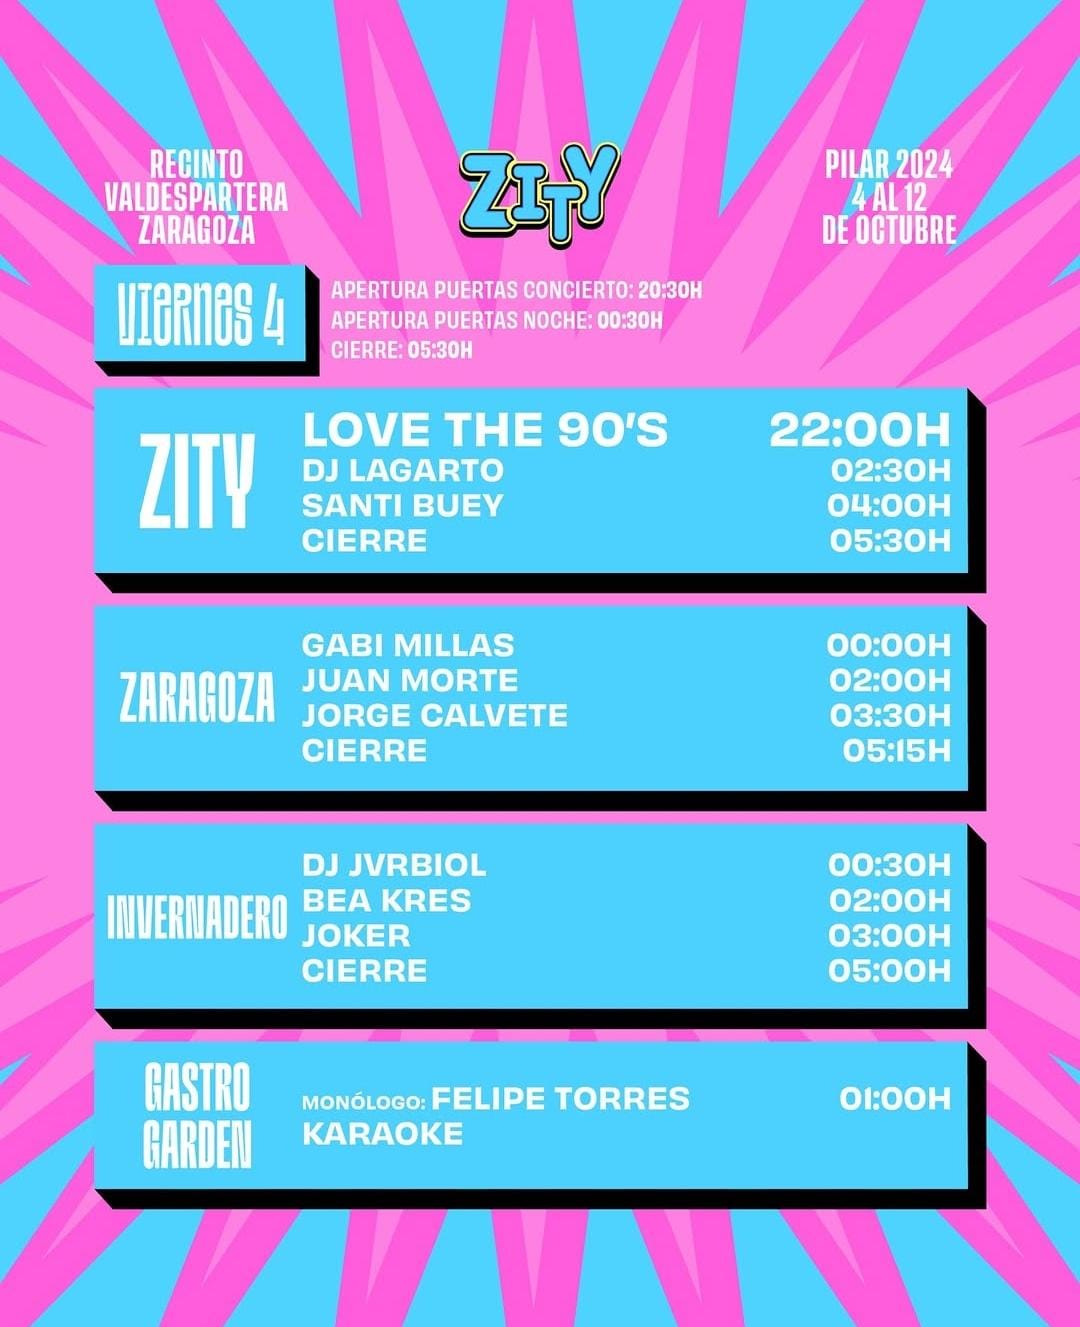 RECINTO
VALDESPARTERA
ZARAGOZA
ZITY
PILAR 2024
4 AL 12
DE OCTUBRE
VIERNES 4
APERTURA PUERTAS CONCIERTO: 20:30H
APERTURA PUERTAS NOCHE: 00:30H
CIERRE: 05:30H
ZITY
LOVE THE 90'S 22:00H
DJ LAGARTO 02:30H
SANTI BUEY 04:00H
CIERRE 05:30H
ZARAGOZA
GABI MILLAS 00:00H
JUAN MORTE 02:00H
JORGE CALVETE 03:30H
CIERRE 05:15H
INVERNADERO
DJ JVRBIOL 00:30H
BEA KRES 02:00H
JOKER 03:00H
CIERRE 05:00H
GASTRO
GARDEN
MONÓLOGO: FELIPE TORRES 01:00H
KARAOKE